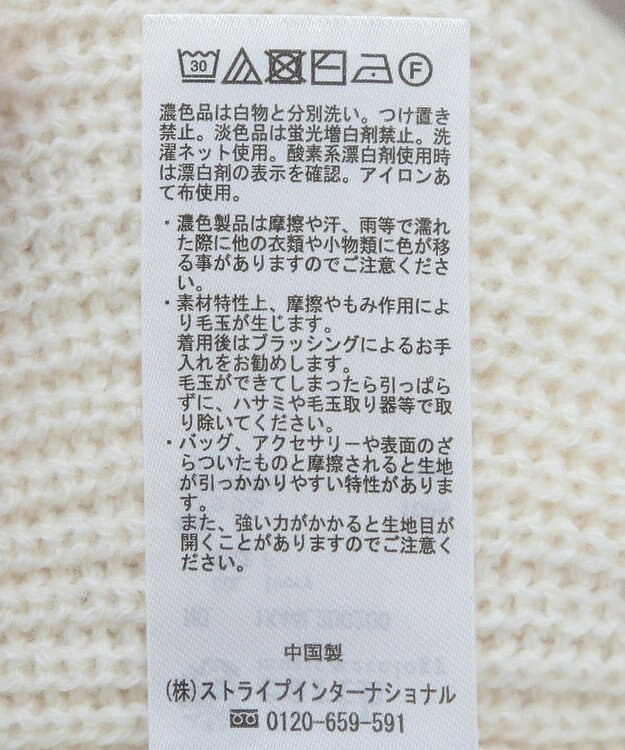 30
F
濃色品は白物と分別洗い。つけ置き
禁止。淡色品は蛍光増白剤禁止。洗
濯ネット使用。酸素系漂白剤使用時
は漂白剤の表示を確認。アイロンあ
て布使用。
・濃色製品は摩擦や汗、雨等で濡れ
た際に他の衣類や小物類に色が移
る事がありますのでご注意くださ
い。
・素材特性上、摩擦やもみ作用によ
り毛玉が生じます。
着用後はブラッシングによるお手
入れをお勧めします。
毛玉ができてしまったら引っぱら
ずに、ハサミや毛玉取り器等で取
り除いてください。
・バッグ、アクセサリーや表面のざ
らついたものと摩擦されると生地
が引っかかりやすい特性がありま
す。
また、強い力がかかると生地目が
開くことがありますのでご注意く
ださい。
中国製
(株)ストライプインターナショナル
0120-659-591